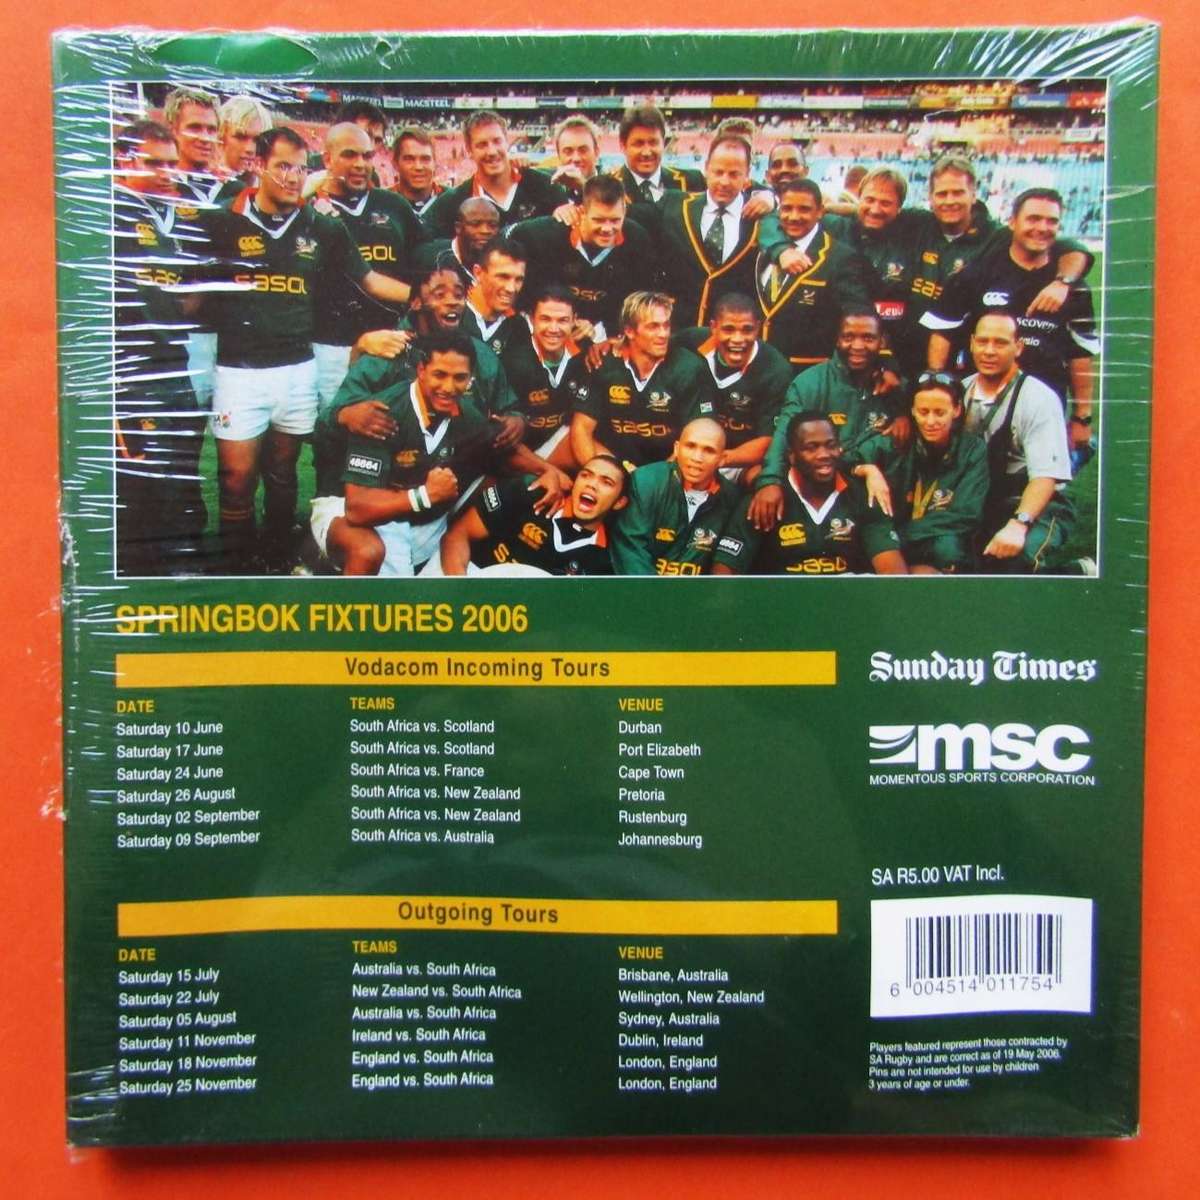 MACSTEEL
SASOL
SASOL
SASOL
46664
46664
SPRINGBOK FIXTURES 2006
Vodacom Incoming Tours
DATE TEAMS VENUE
Saturday 10 June South Africa vs. Scotland Durban
Saturday 17 June South Africa vs. Scotland Port Elizabeth
Saturday 24 June South Africa vs. France Cape Town
Saturday 26 August South Africa vs. New Zealand Pretoria
Saturday 02 September South Africa vs. New Zealand Rustenburg
Saturday 09 September South Africa vs. Australia Johannesburg
Outgoing Tours
DATE TEAMS VENUE
Saturday 15 July Australia vs. South Africa Brisbane, Australia
Saturday 22 July New Zealand vs. South Africa Wellington, New Zealand
Saturday 05 August Australia vs. South Africa Sydney, Australia
Saturday 11 November Ireland vs. South Africa Dublin, Ireland
Saturday 18 November England vs. South Africa London, England
Saturday 25 November England vs. South Africa London, England
Sunday Times
msc
MOMENTOUS SPORTS CORPORATION
SA R5.00 VAT Incl.
6 004514 011754
Players featured represent those contracted by
SA Rugby and are correct as of 19 May 2006.
Pins are not intended for use by children
3 years of age or under.